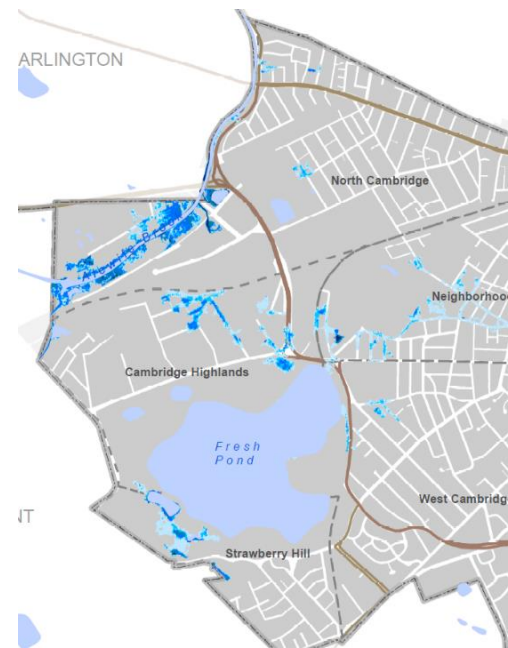 ARLINGTON
North Cambridge
Neighborhoo
Cambridge Highlands
Fresh
Pond
West Cambridg
NT
Strawberry Hill